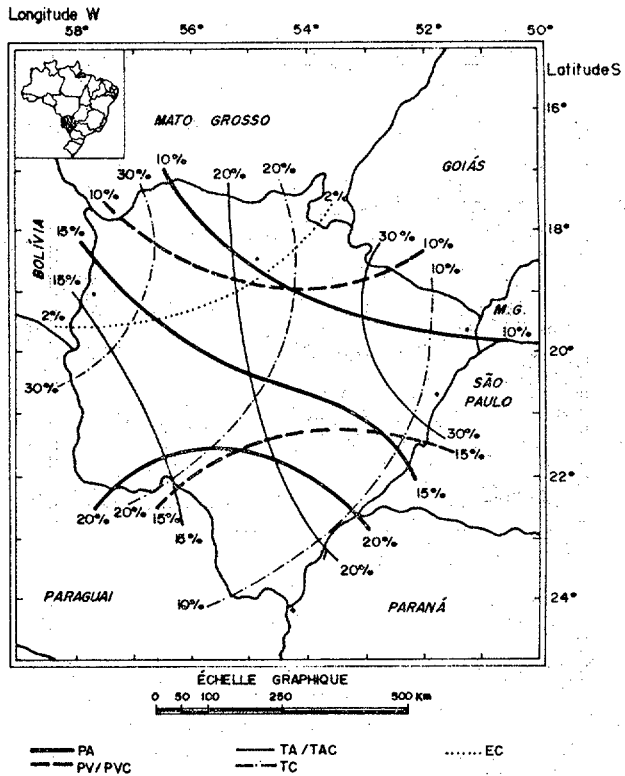 Longitude W
58° 56° 54° 52° 50°
Latitude S
16°
MATO GROSSO
GOIÁS
10%
30%
20%
20%
10%
2%
15%
BOLÍVIA
30%
10%
18°
10%
15%
2%
M.G.
10%
20°
SÃO PAULO
30%
30%
15%
15%
22°
20%
20%
15%
15%
20%
20%
10%
24°
PARAGUAI
PARANÁ
ÉCHELLE GRAPHIQUE
0 50 100 250 500 Km
PA TA/TAC EC
PV/PVC TC